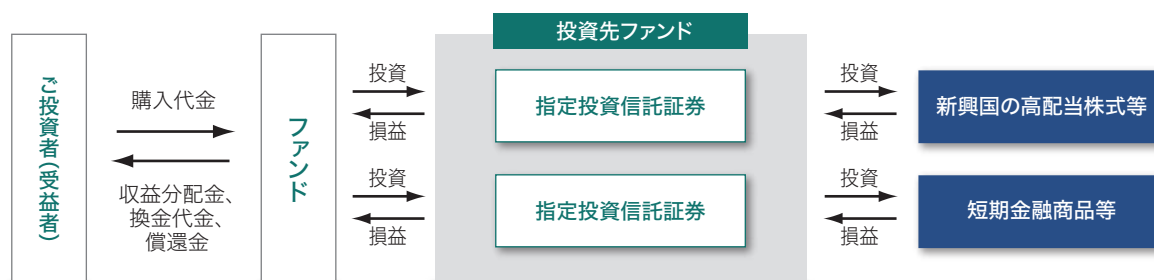 投資先ファンド
ご投資者(受益者)
購入代金
収益分配金、
換金代金、
償還金
ファンド
投資
損益
指定投資信託証券
投資
損益
新興国の高配当株式等
投資
損益
指定投資信託証券
投資
損益
短期金融商品等